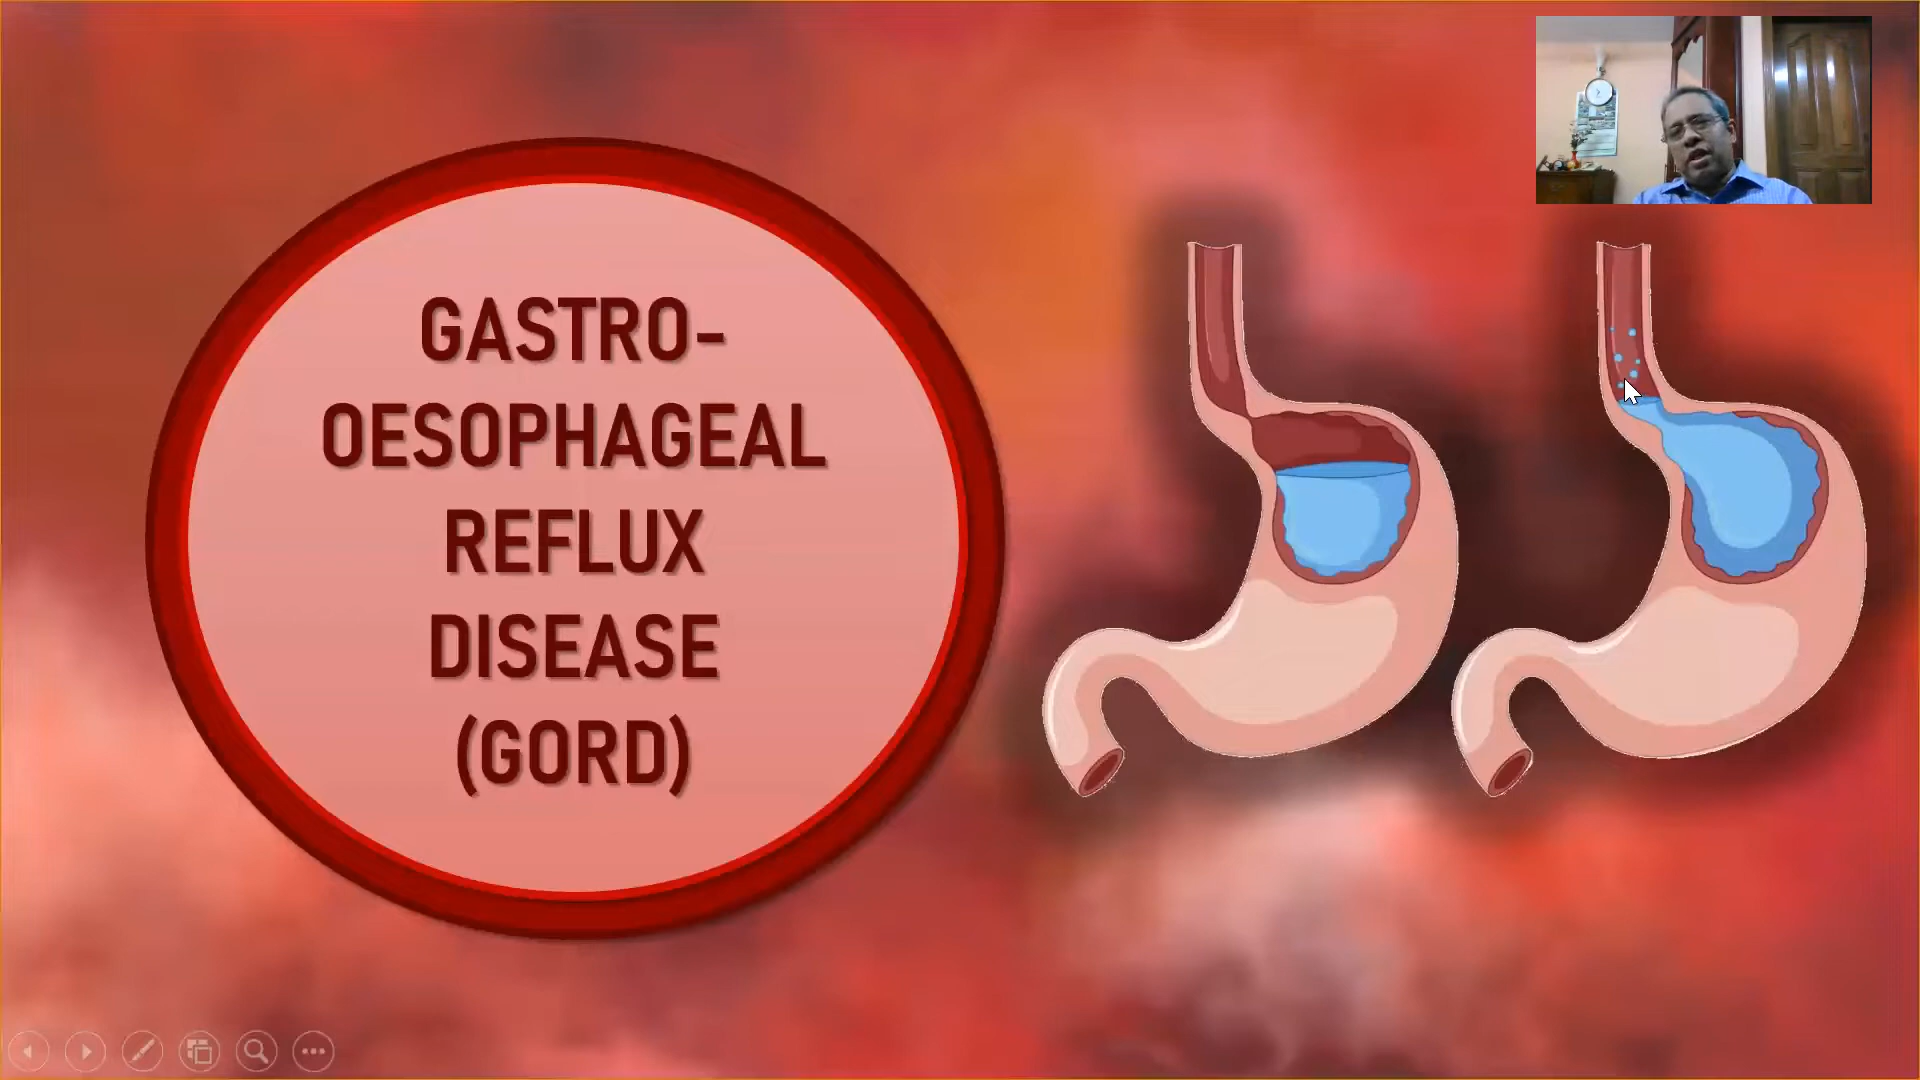 GASTRO-
OESOPHAGEAL
REFLUX
DISEASE
(GORD)